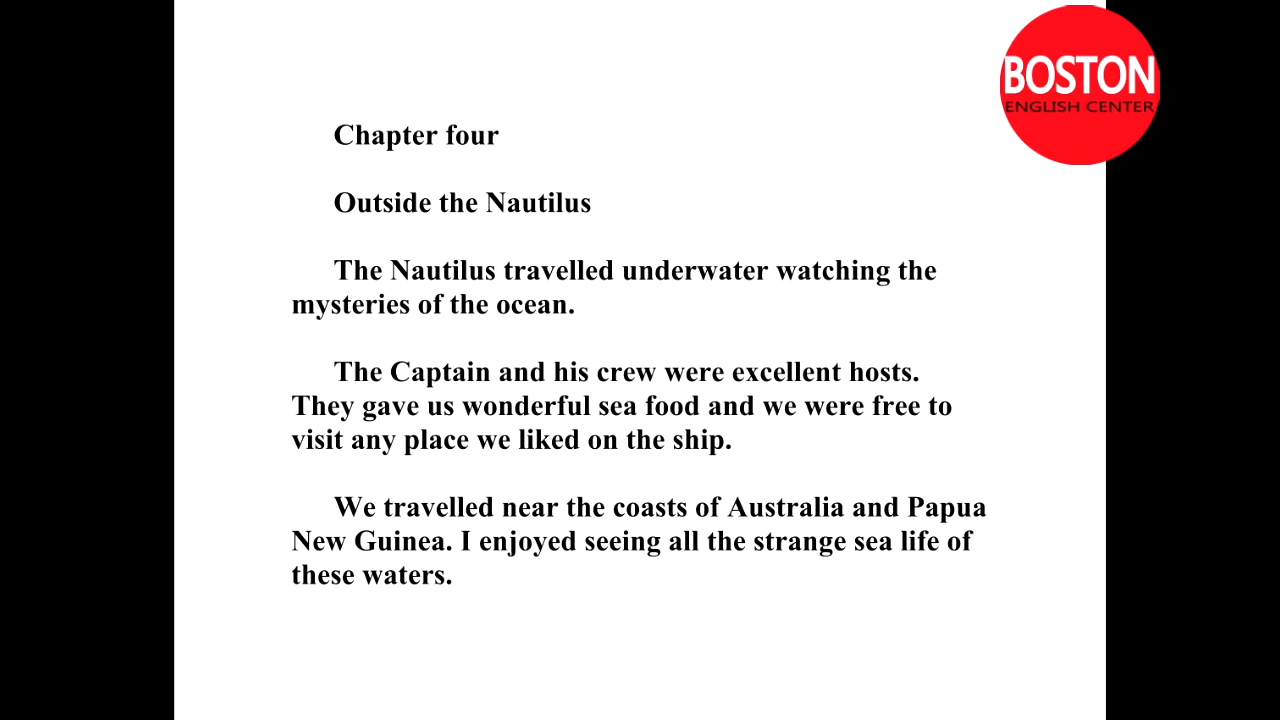 BOSTON
ENGLISH CENTER
Chapter four
Outside the Nautilus
The Nautilus travelled underwater watching the
mysteries of the ocean.
The Captain and his crew were excellent hosts.
They gave us wonderful sea food and we were free to
visit any place we liked on the ship.
We travelled near the coasts of Australia and Papua
New Guinea. I enjoyed seeing all the strange sea life of
these waters.